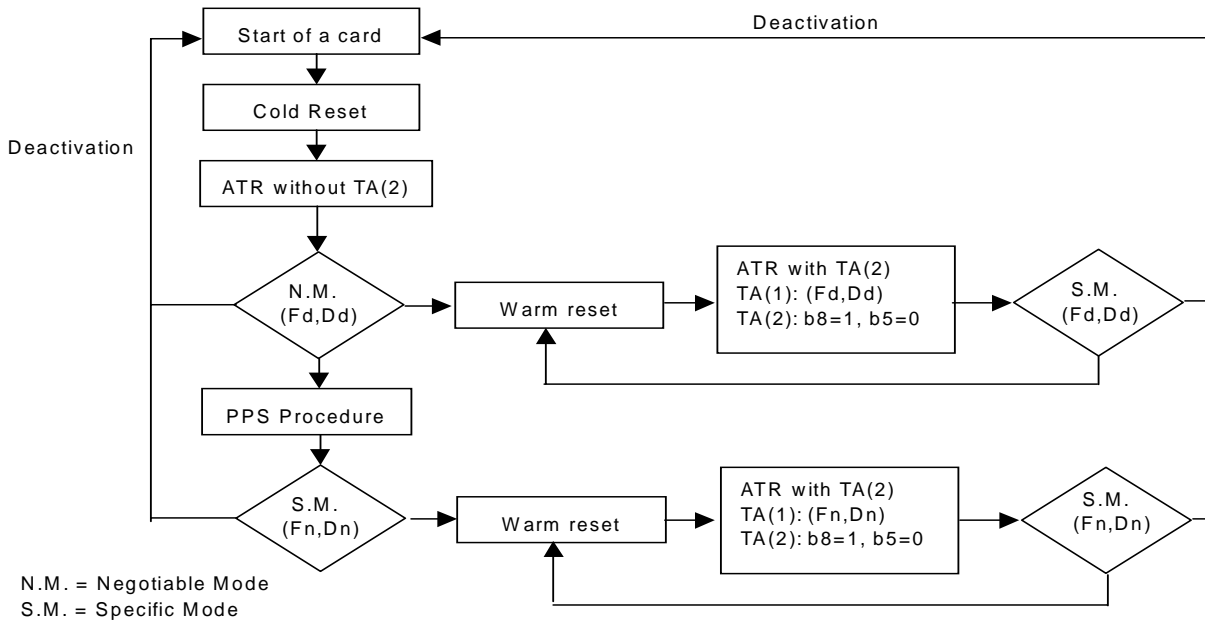 Deactivation
Start of a card
Cold Reset
Deactivation
ATR without TA(2)
N.M.
(Fd,Dd)
Warm reset
ATR with TA(2)
TA(1): (Fd,Dd)
TA(2): b8=1, b5=0
S.M.
(Fd,Dd)
PPS Procedure
S.M.
(Fn,Dn)
Warm reset
ATR with TA(2)
TA(1): (Fn,Dn)
TA(2): b8=1, b5=0
S.M.
(Fn,Dn)
N.M. = Negotiable Mode
S.M. = Specific Mode